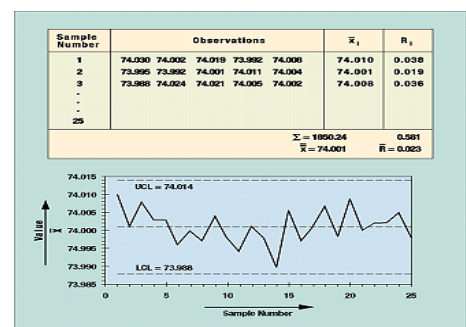 Sample Number Observations x̄ᵢ Rᵢ
1 74.030 74.002 74.019 73.992 74.008 74.010 0.038
2 73.995 73.992 74.001 74.011 74.004 74.001 0.019
3 73.988 74.024 74.021 74.005 74.002 74.008 0.036
.
.
.
25
Σ = 1850.24 0.581
x̿ = 74.001 R̄ = 0.023
74.015
UCL = 74.014
74.010
74.005
74.000
73.995
73.990
LCL = 73.988
73.985
Value
x̄
0 5 10 15 20 25
Sample Number